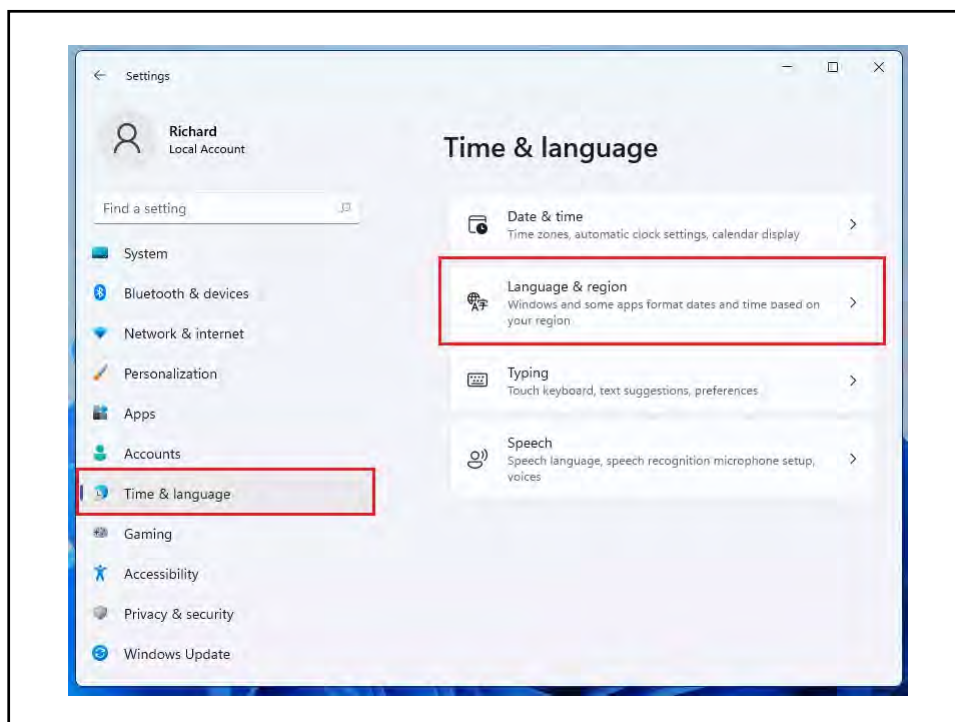 Settings
Richard
Local Account
Find a setting
System
Bluetooth & devices
Network & internet
Personalization
Apps
Accounts
Time & language
Gaming
Accessibility
Privacy & security
Windows Update
Time & language
Date & time
Time zones, automatic clock settings, calendar display
Language & region
Windows and some apps format dates and time based on
your region
Typing
Touch keyboard, text suggestions, preferences
Speech
Speech language, speech recognition microphone setup,
voices